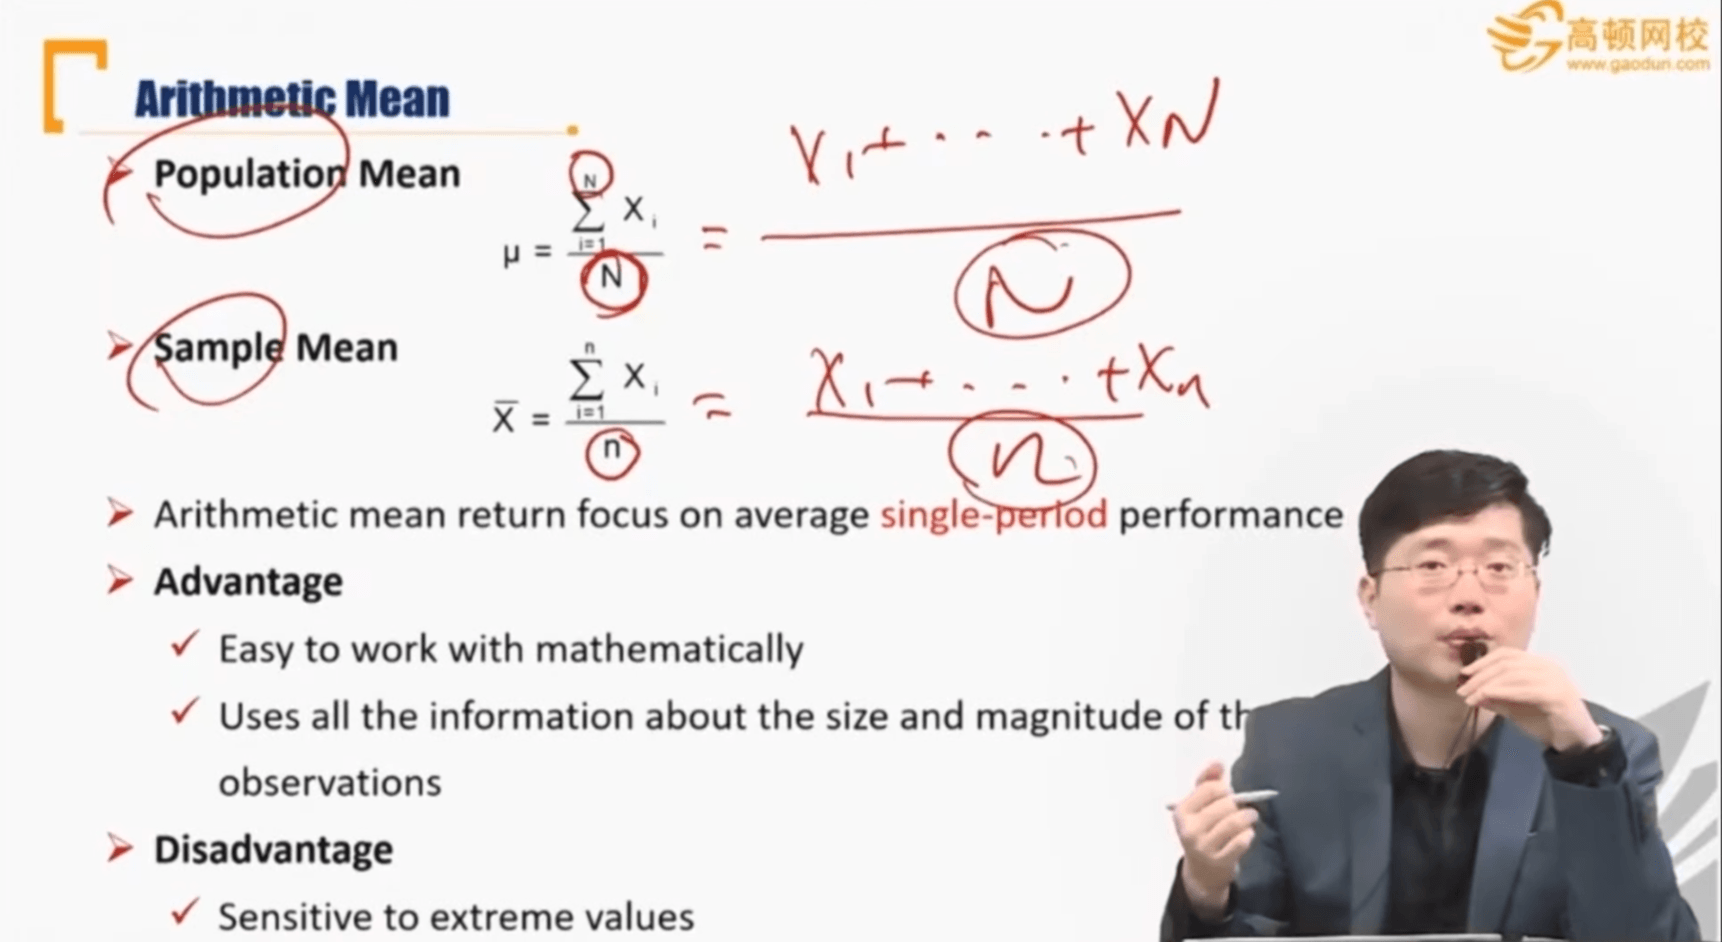 高顿网校
www.gaodun.com
Arithmetic Mean
Population Mean
μ = \frac{\sum_{i=1}^{N} X_i}{N} = \frac{X_1 + \cdots + X_N}{N}
Sample Mean
\overline{X} = \frac{\sum_{i=1}^{n} X_i}{n} = \frac{X_1 + \cdots + X_n}{n}
Arithmetic mean return focus on average single-period performance
Advantage
Easy to work with mathematically
Uses all the information about the size and magnitude of
observations
Disadvantage
Sensitive to extreme values